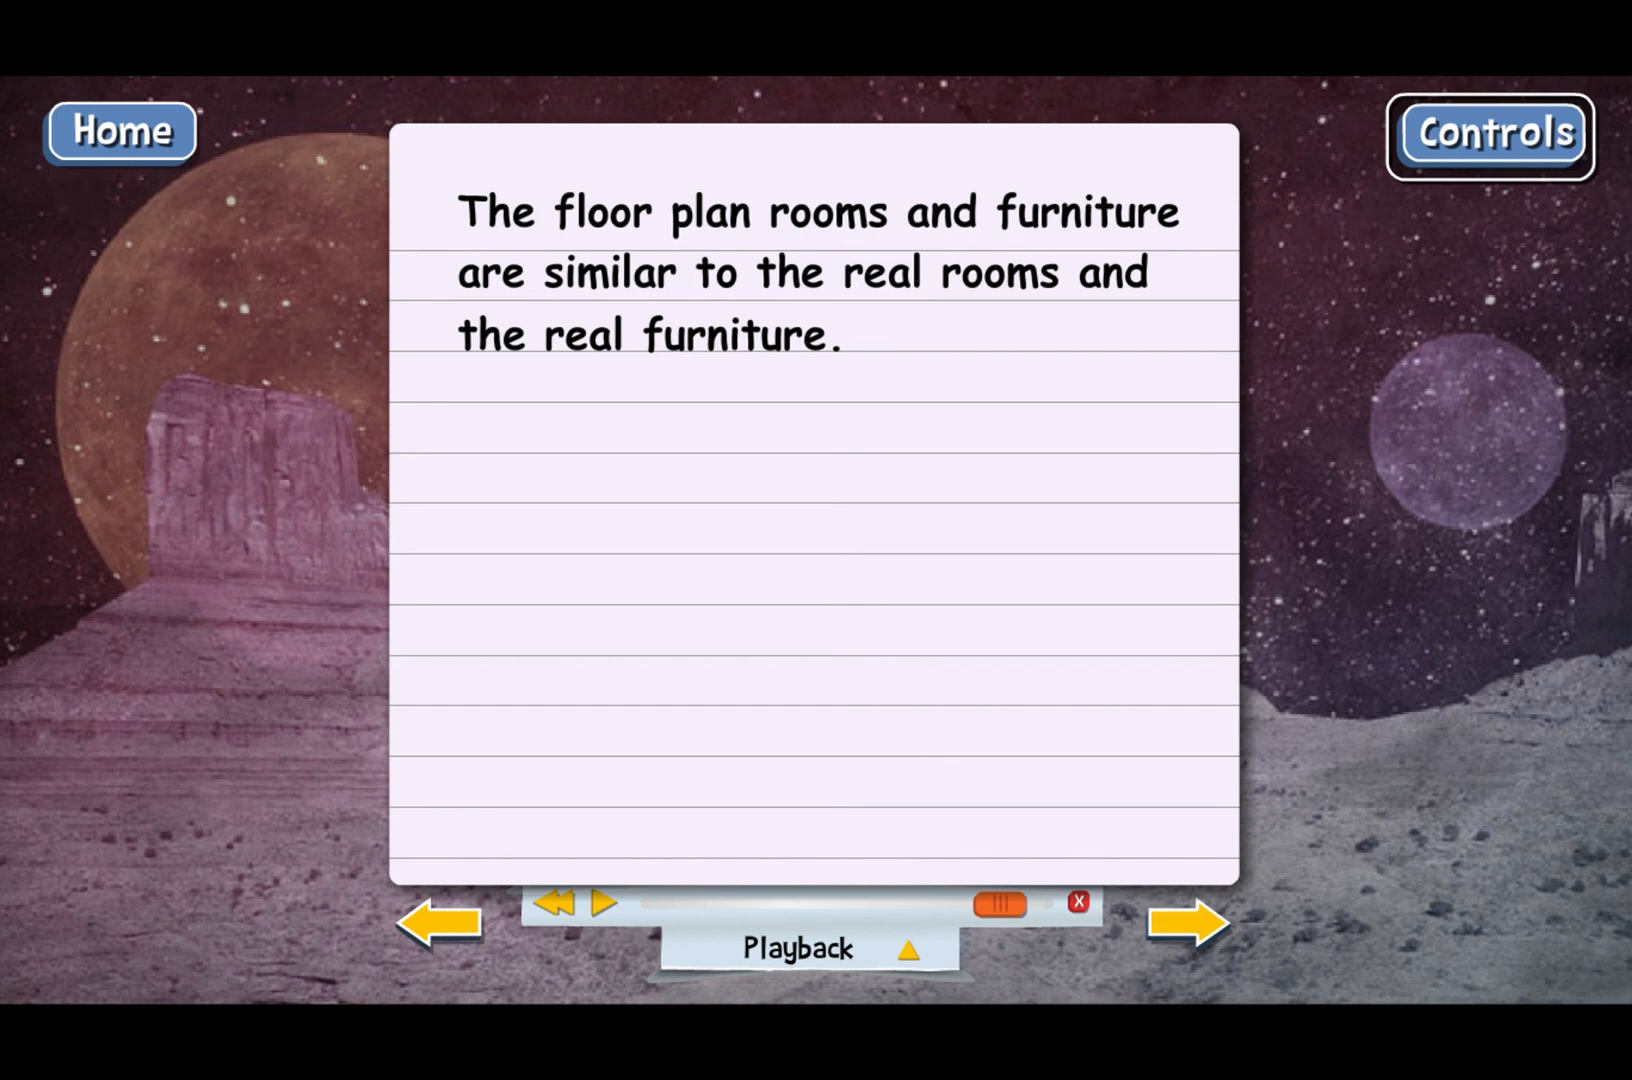 Home
Controls
The floor plan rooms and furniture
are similar to the real rooms and
the real furniture.
X
Playback